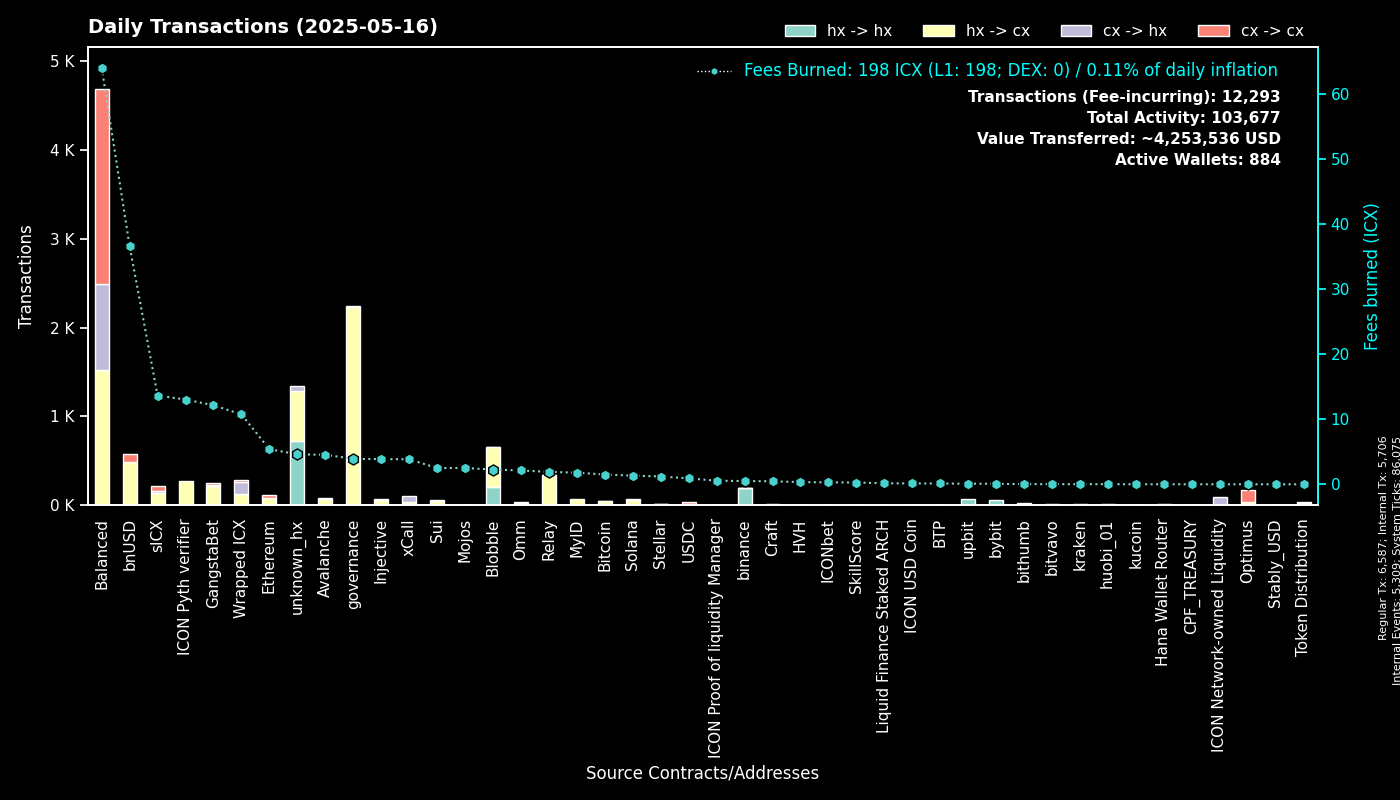 Daily Transactions (2025-05-16)
hx -> hx
hx -> cx
cx -> hx
cx -> cx
Fees Burned: 198 ICX (L1: 198; DEX: 0) / 0.11% of daily inflation
Transactions (Fee-incurring): 12,293
Total Activity: 103,677
Value Transferred: ~4,253,536 USD
Active Wallets: 884
Transactions
5 K
4 K
3 K
2 K
1 K
0 K
60
50
40
30
20
10
0
Fees burned (ICX)
Balanced
bnUSD
sICX
ICON Pyth verifier
GangstaBet
Wrapped ICX
Ethereum
unknown_hx
Avalanche
governance
Injective
xCall
Sui
Mojos
Blobble
Omm
Relay
MyID
Bitcoin
Solana
Stellar
USDC
ICON Proof of liquidity Manager
binance
Craft
HVH
ICONbet
SkillScore
Liquid Finance Staked ARCH
ICON USD Coin
BTP
upbit
bybit
bithumb
bitvavo
kraken
huobi_01
kucoin
Hana Wallet Router
CPF_TREASURY
ICON Network-owned Liquidity
Optimus
Stably_USD
Token Distribution
Source Contracts/Addresses
Regular Tx: 6,587; Internal Tx: 5,706
Internal Events: 5,309; System Ticks: 86,075